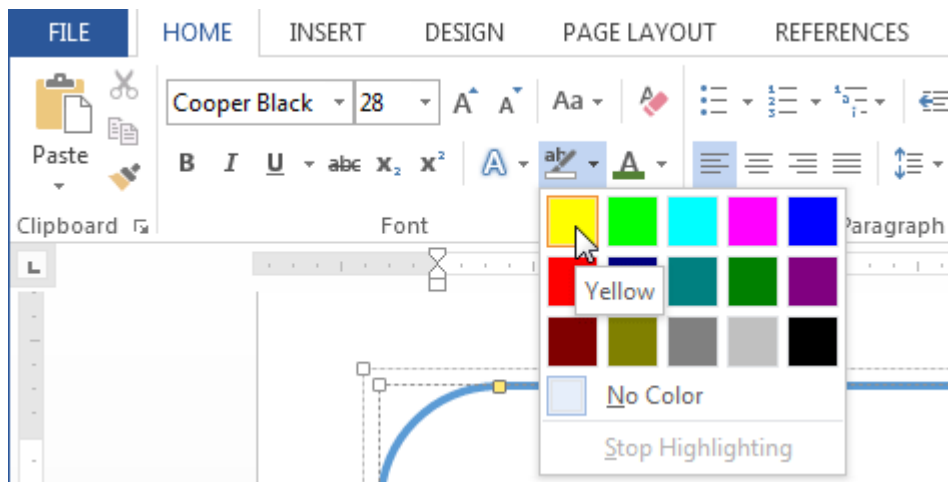 FILE HOME INSERT DESIGN PAGE LAYOUT REFERENCES
Cooper Black 28 A A Aa
Paste B I U abc X₂ X² A ab A
Clipboard Font Paragraph
L
Yellow
No Color
Stop Highlighting